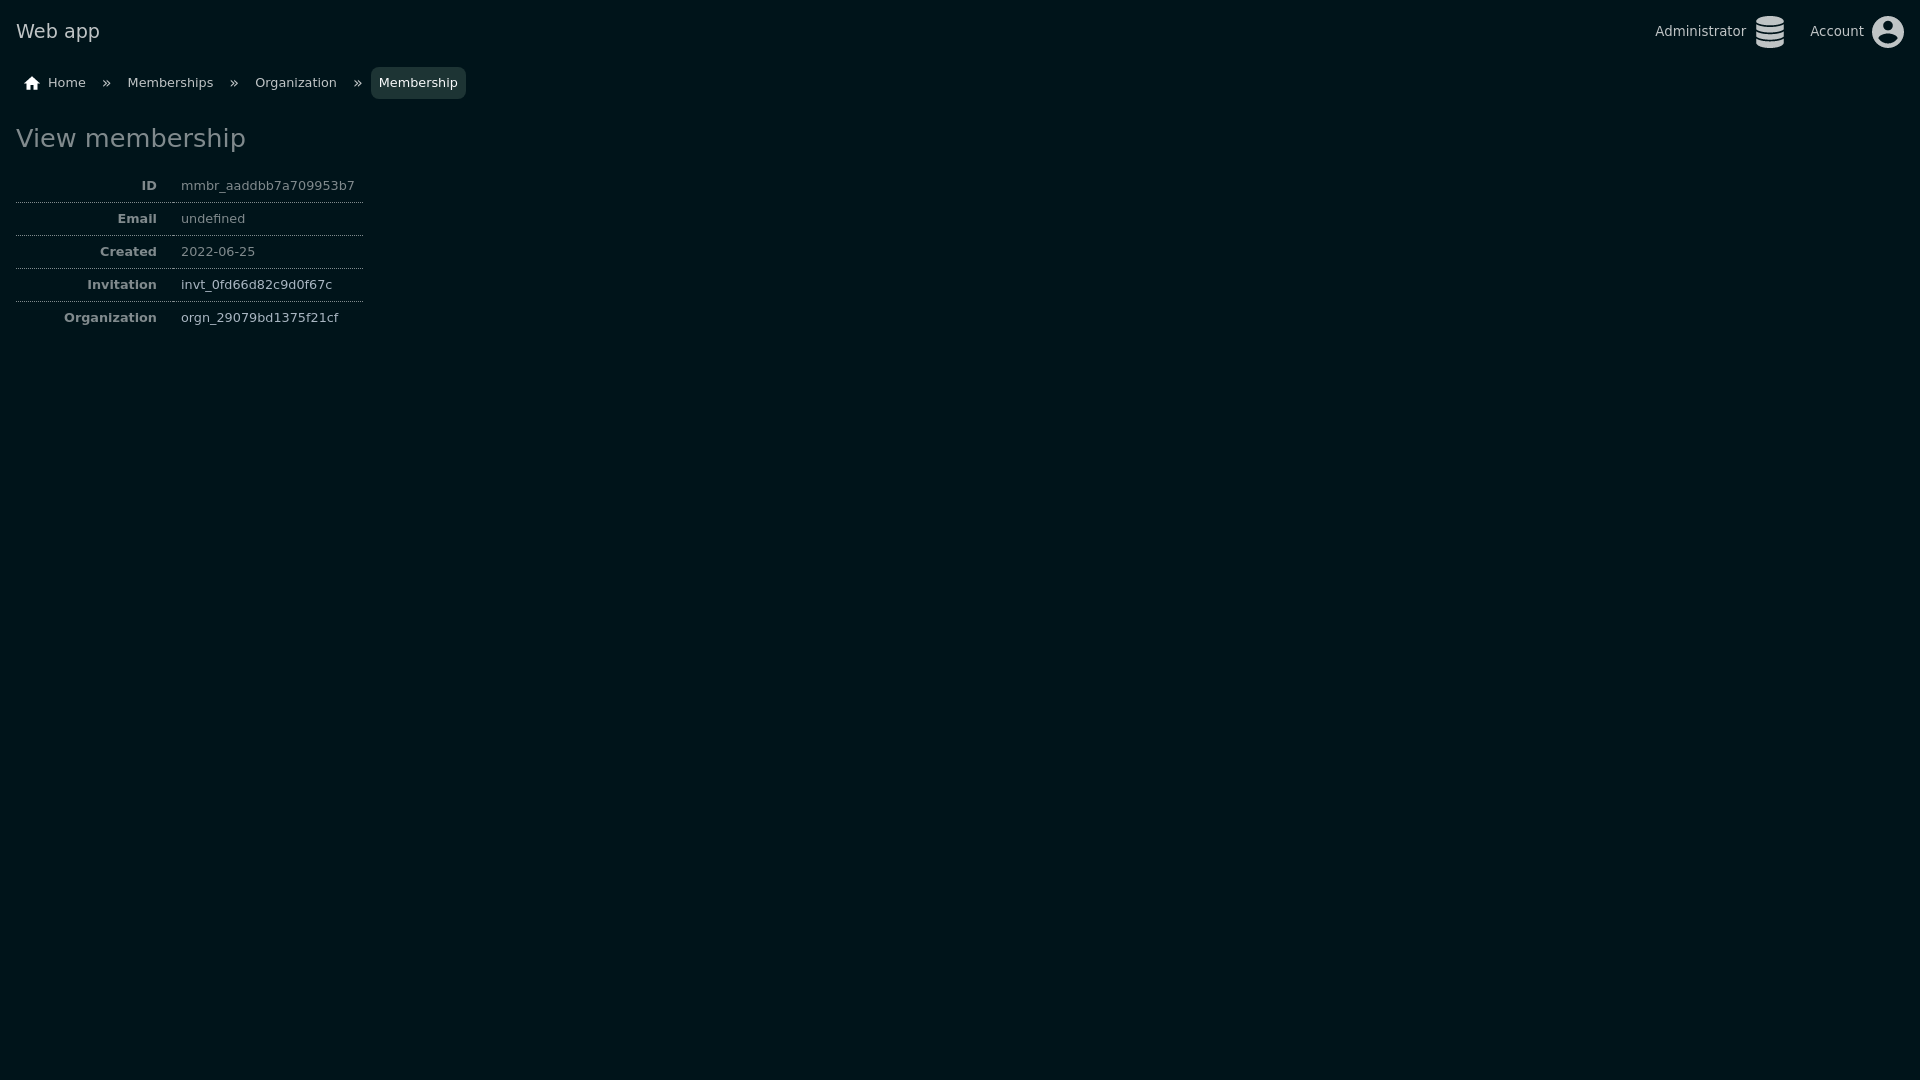 Web app
Administrator
Account
Home » Memberships » Organization » Membership
View membership
ID mmbr_aaddbb7a709953b7
Email undefined
Created 2022-06-25
Invitation invt_0fd66d82c9d0f67c
Organization orgn_29079bd1375f21cf